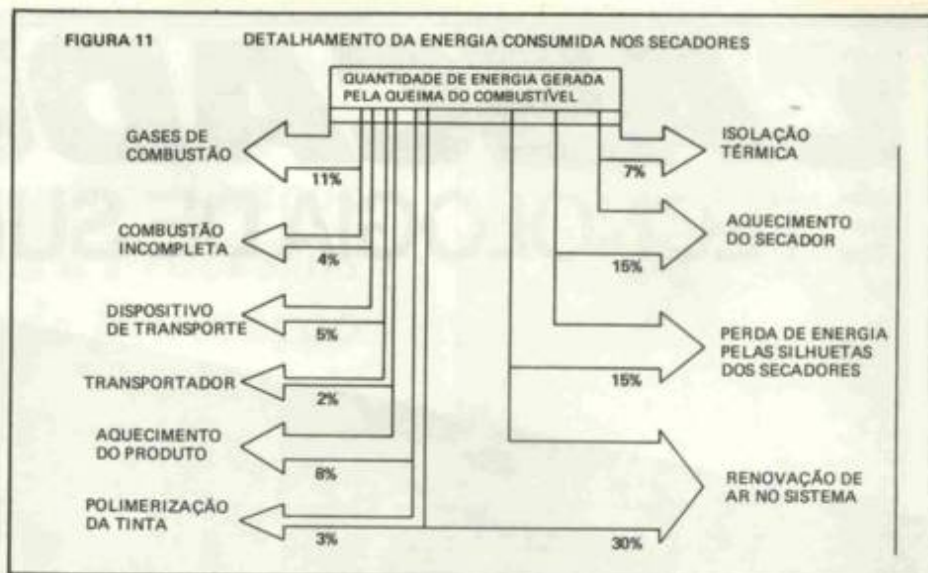 FIGURA 11
DETALHAMENTO DA ENERGIA CONSUMIDA NOS SECADORES
QUANTIDADE DE ENERGIA GERADA
PELA QUEIMA DO COMBUSTÍVEL
GASES DE
COMBUSTÃO
11%
COMBUSTÃO
INCOMPLETA
4%
DISPOSITIVO
DE TRANSPORTE
5%
TRANSPORTADOR
2%
AQUECIMENTO
DO PRODUTO
8%
POLIMERIZAÇÃO
DA TINTA
3%
ISOLAÇÃO
TÉRMICA
7%
AQUECIMENTO
DO SECADOR
15%
PERDA DE ENERGIA
PELAS SILHUETAS
DOS SECADORES
15%
RENOVAÇÃO DE
AR NO SISTEMA
30%